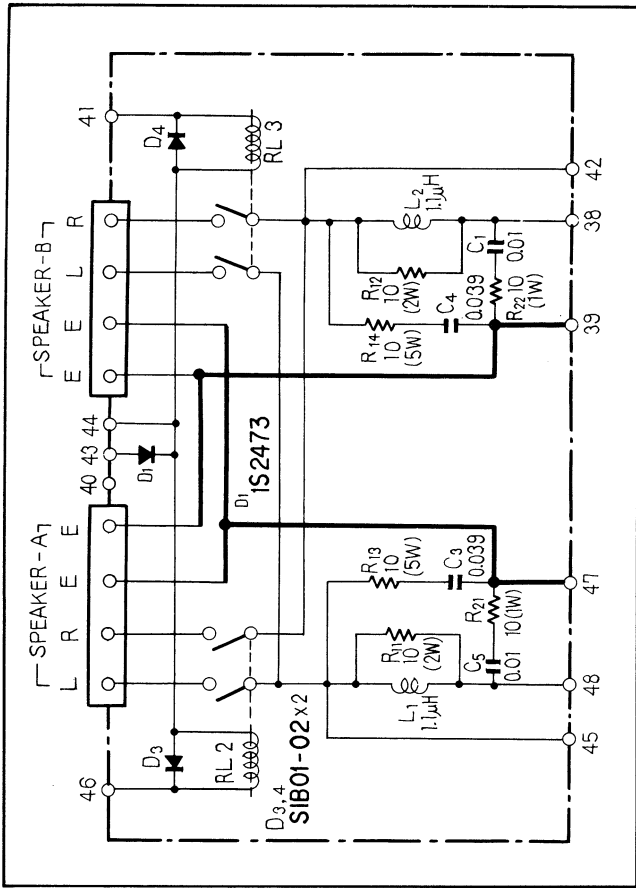 SPEAKER-A
SPEAKER-B
46
L
R
E
E
40
43
44
E
E
L
R
41
D3
D1
D4
RL 2
RL 3
D3,4
S1B01-02 x2
D1
1S2473
R11
10
(2W)
L1
1.1μH
R13
10
(5W)
C3
0.039
C5
0.01
R21
10(1W)
R14
10
(5W)
C4
0.039
R12
10
(2W)
L2
1.1μH
R22 10
(1W)
C1
0.01
45
48
47
39
38
42